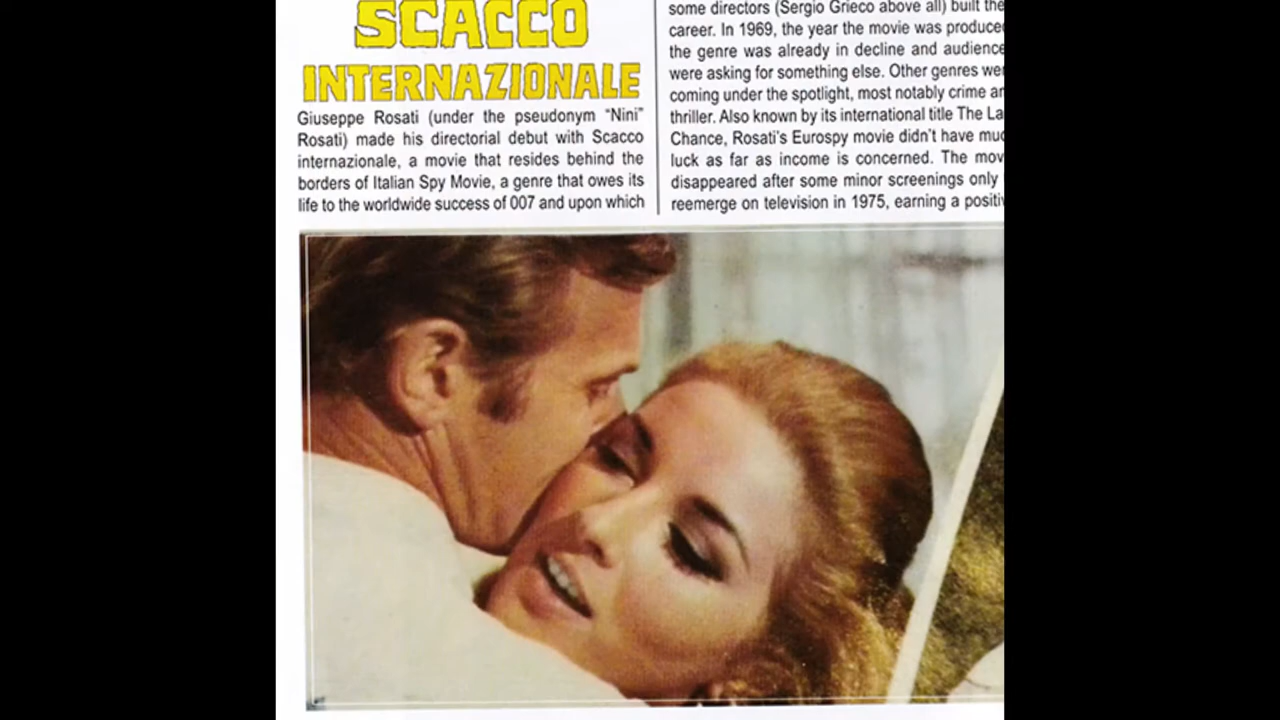 SCACCO
INTERNAZIONALE
Giuseppe Rosati (under the pseudonym “Nini”
Rosati) made his directorial debut with Scacco
internazionale, a movie that resides behind the
borders of Italian Spy Movie, a genre that owes its
life to the worldwide success of 007 and upon which
some directors (Sergio Grieco above all) built the
career. In 1969, the year the movie was
the genre was already in decline and
were asking for something else. Other genres
coming under the spotlight, most notably crime
thriller. Also known by its international title The
Chance, Rosati's Eurospy movie didn't have
luck as far as income is concerned. The
disappeared after some minor screenings only
reemerge on television in 1975, earning a